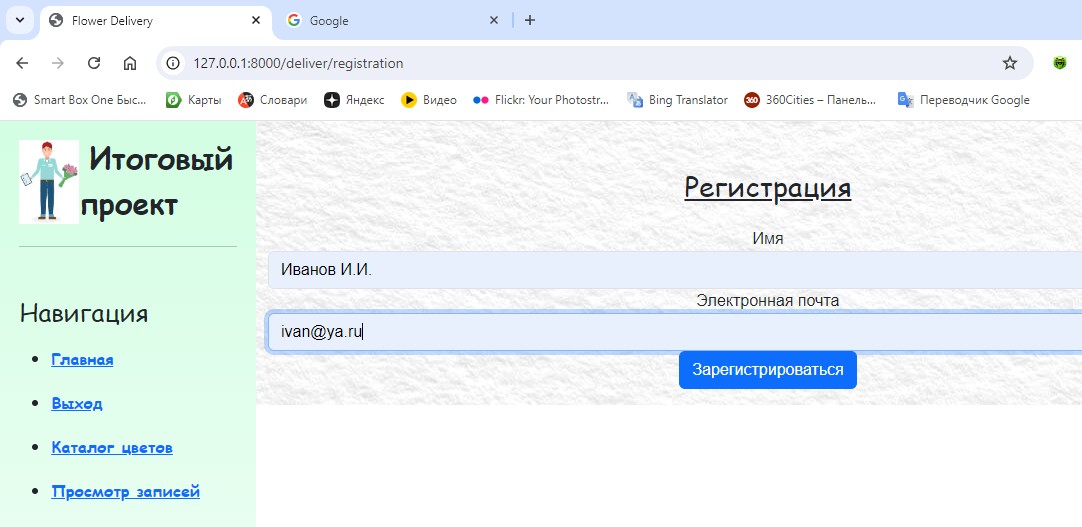 Flower Delivery
Google
127.0.0.1:8000/deliver/registration
Smart Box One Быс... Карты Словари Яндекс Видео Flickr: Your Photostr... Bing Translator 360Cities – Панель... Переводчик Google
Итоговый
проект
Навигация
Главная
Выход
Каталог цветов
Просмотр записей
Регистрация
Имя
Иванов И.И.
Электронная почта
ivan@ya.ru
Зарегистрироваться